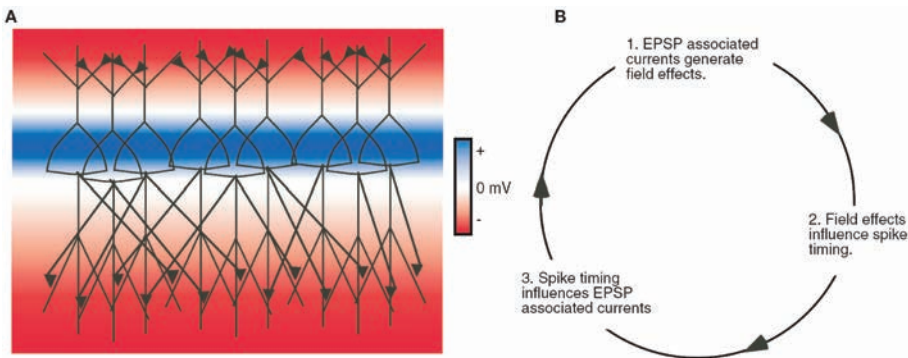 A
B
+
0 mV
-
1. EPSP associated
currents generate
field effects.
2. Field effects
influence spike
timing.
3. Spike timing
influences EPSP
associated currents